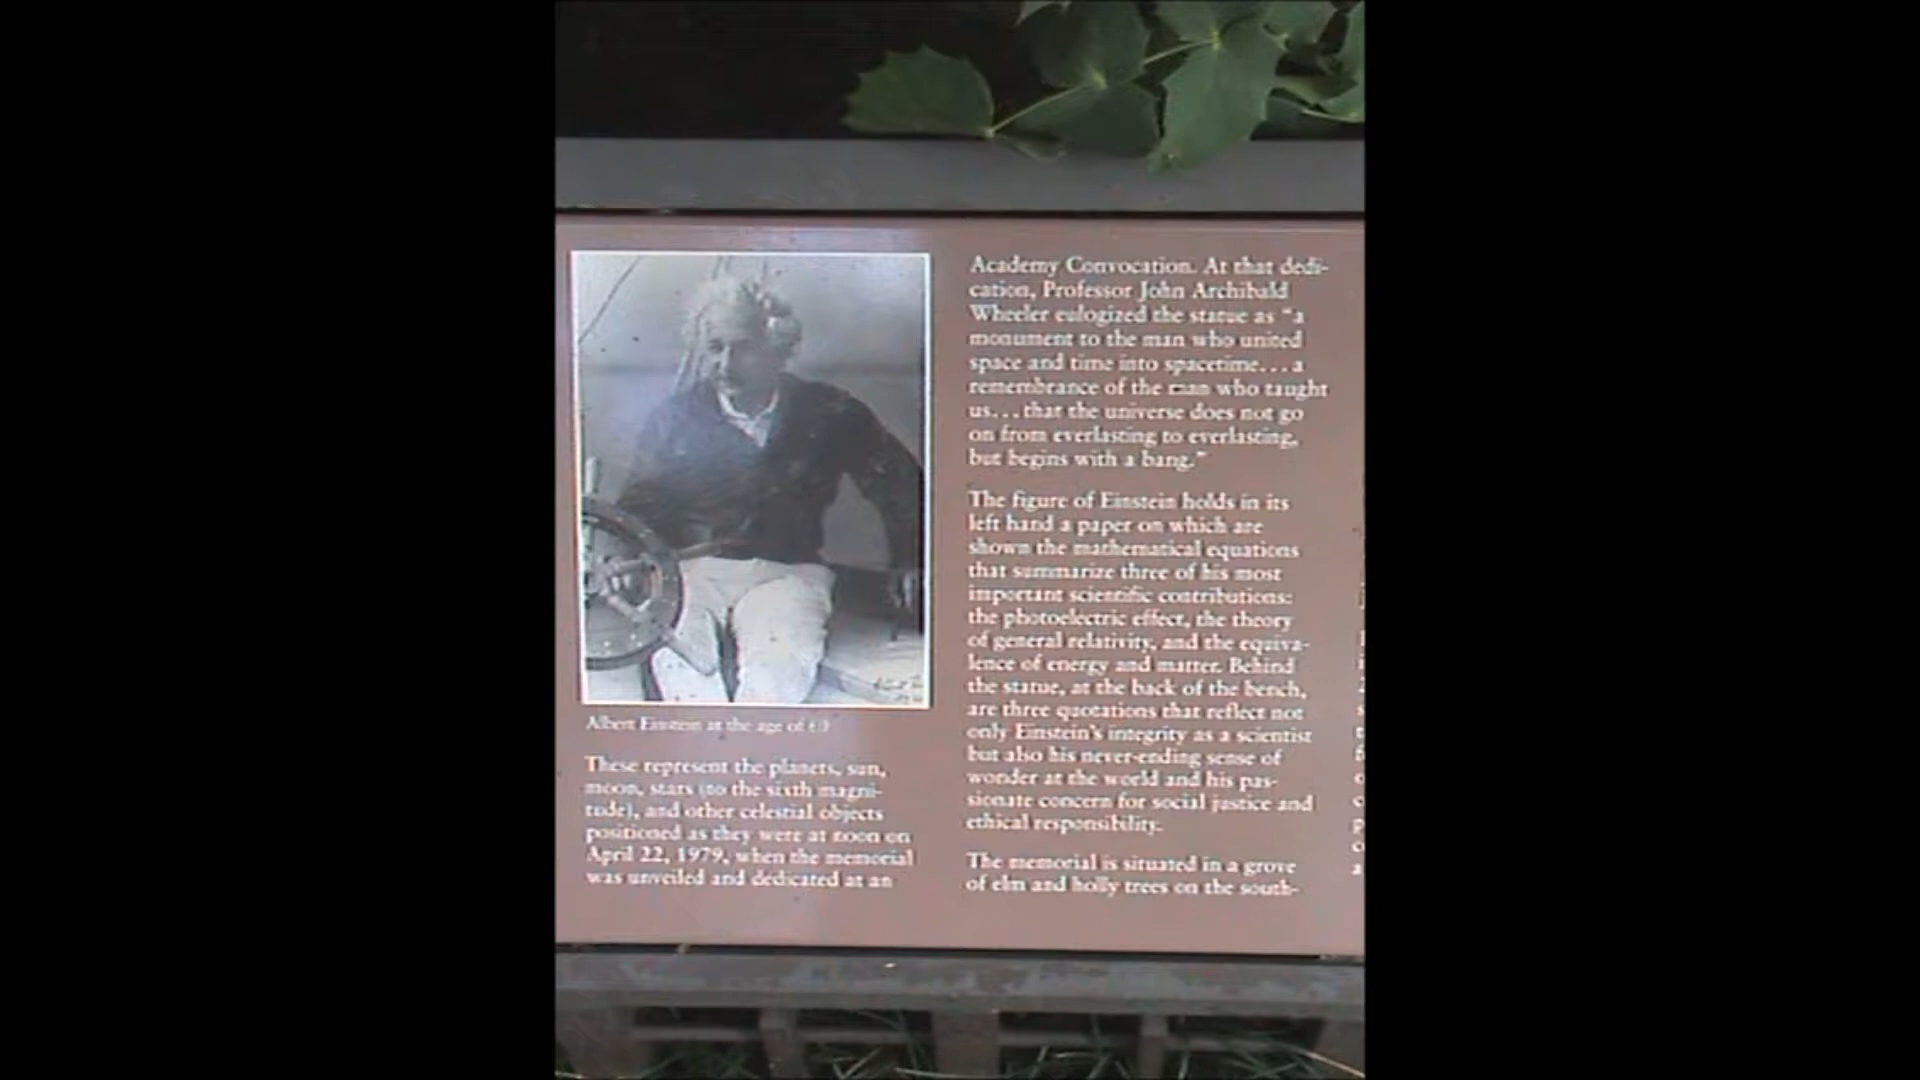 Albert Einstein at the age of
These represent the planets, sun,
moon, stars (to the sixth magni-
tude), and other celestial objects
positioned as they were at noon on
April 22, 1979, when the memorial
was unveiled and dedicated at an
Academy Convocation. At that dedi-
cation, Professor John Archibald
Wheeler eulogized the statue as "a
monument to the man who united
space and time into spacetime...a
remembrance of the man who taught
us...that the universe does not go
on from everlasting to everlasting,
but begins with a bang."
The figure of Einstein holds in its
left hand a paper on which are
shown the mathematical equations
that summarize three of his most
important scientific contributions:
the photoelectric effect, the theory
of general relativity, and the equiva-
lence of energy and matter. Behind
the statue, at the back of the bench,
are three quotations that reflect not
only Einstein's integrity as a scientist
but also his never-ending sense of
wonder at the world and his pas-
sionate concern for social justice and
ethical responsibility.
The memorial is situated in a grove
of elm and holly trees on the south-